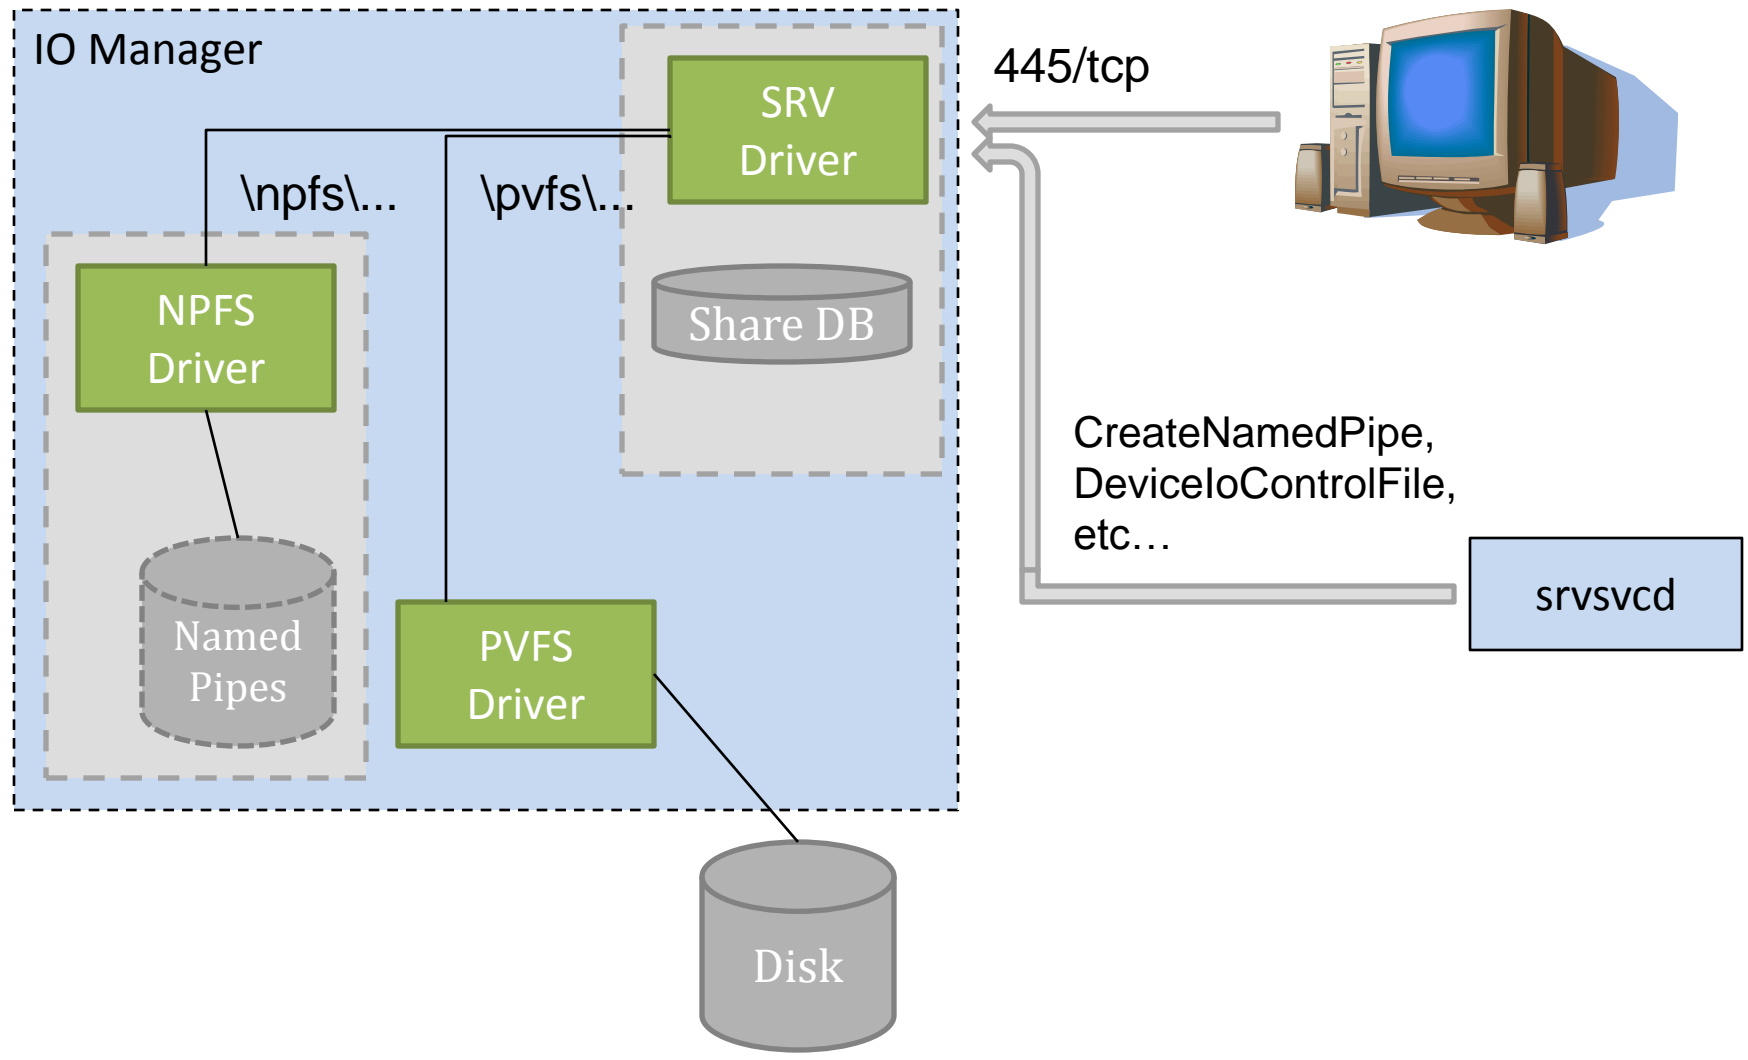 IO Manager
SRV
Driver
445/tcp
\npfs\...
\pvfs\...
NPFS
Driver
Share DB
CreateNamedPipe,
DeviceIoControlFile,
etc…
srvsvcd
Named
Pipes
PVFS
Driver
Disk